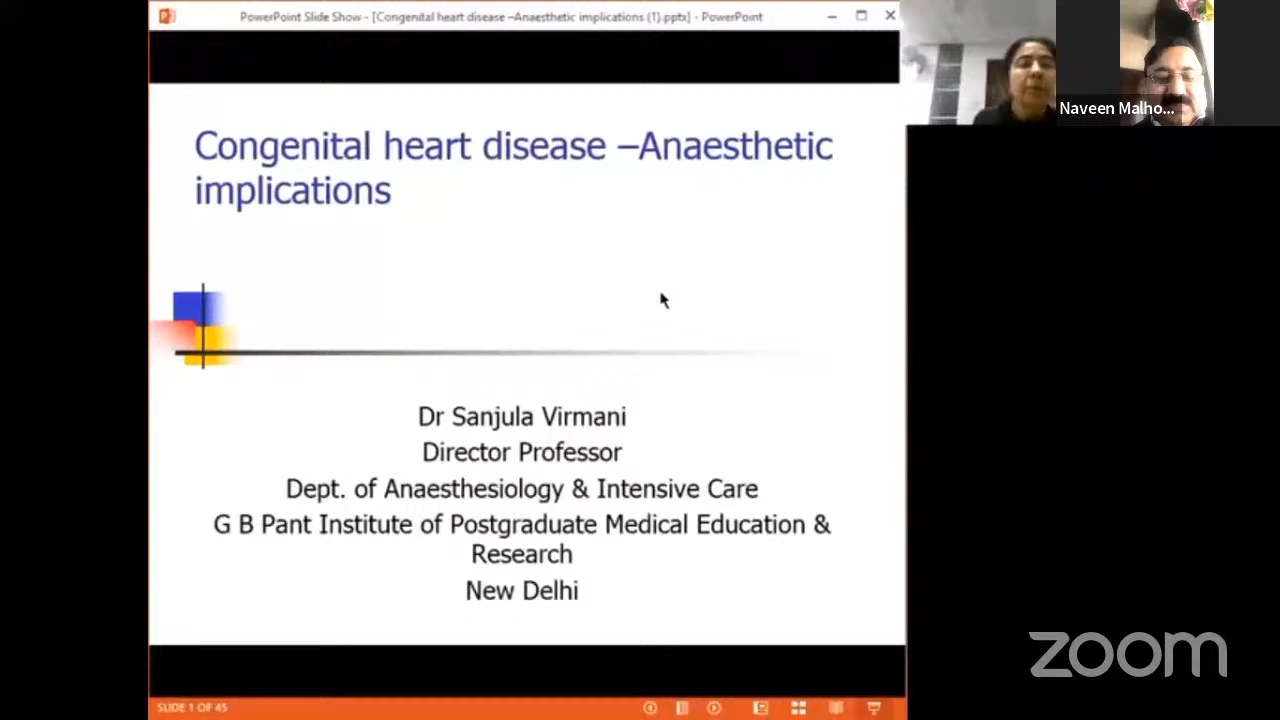 PowerPoint Slide Show - [Congenital heart disease –Anaesthetic implications (1).pptx] - PowerPoint
Naveen Malho...
Congenital heart disease –Anaesthetic
implications
Dr Sanjula Virmani
Director Professor
Dept. of Anaesthesiology & Intensive Care
G B Pant Institute of Postgraduate Medical Education &
Research
New Delhi
zoom
SLIDE 1 OF 45